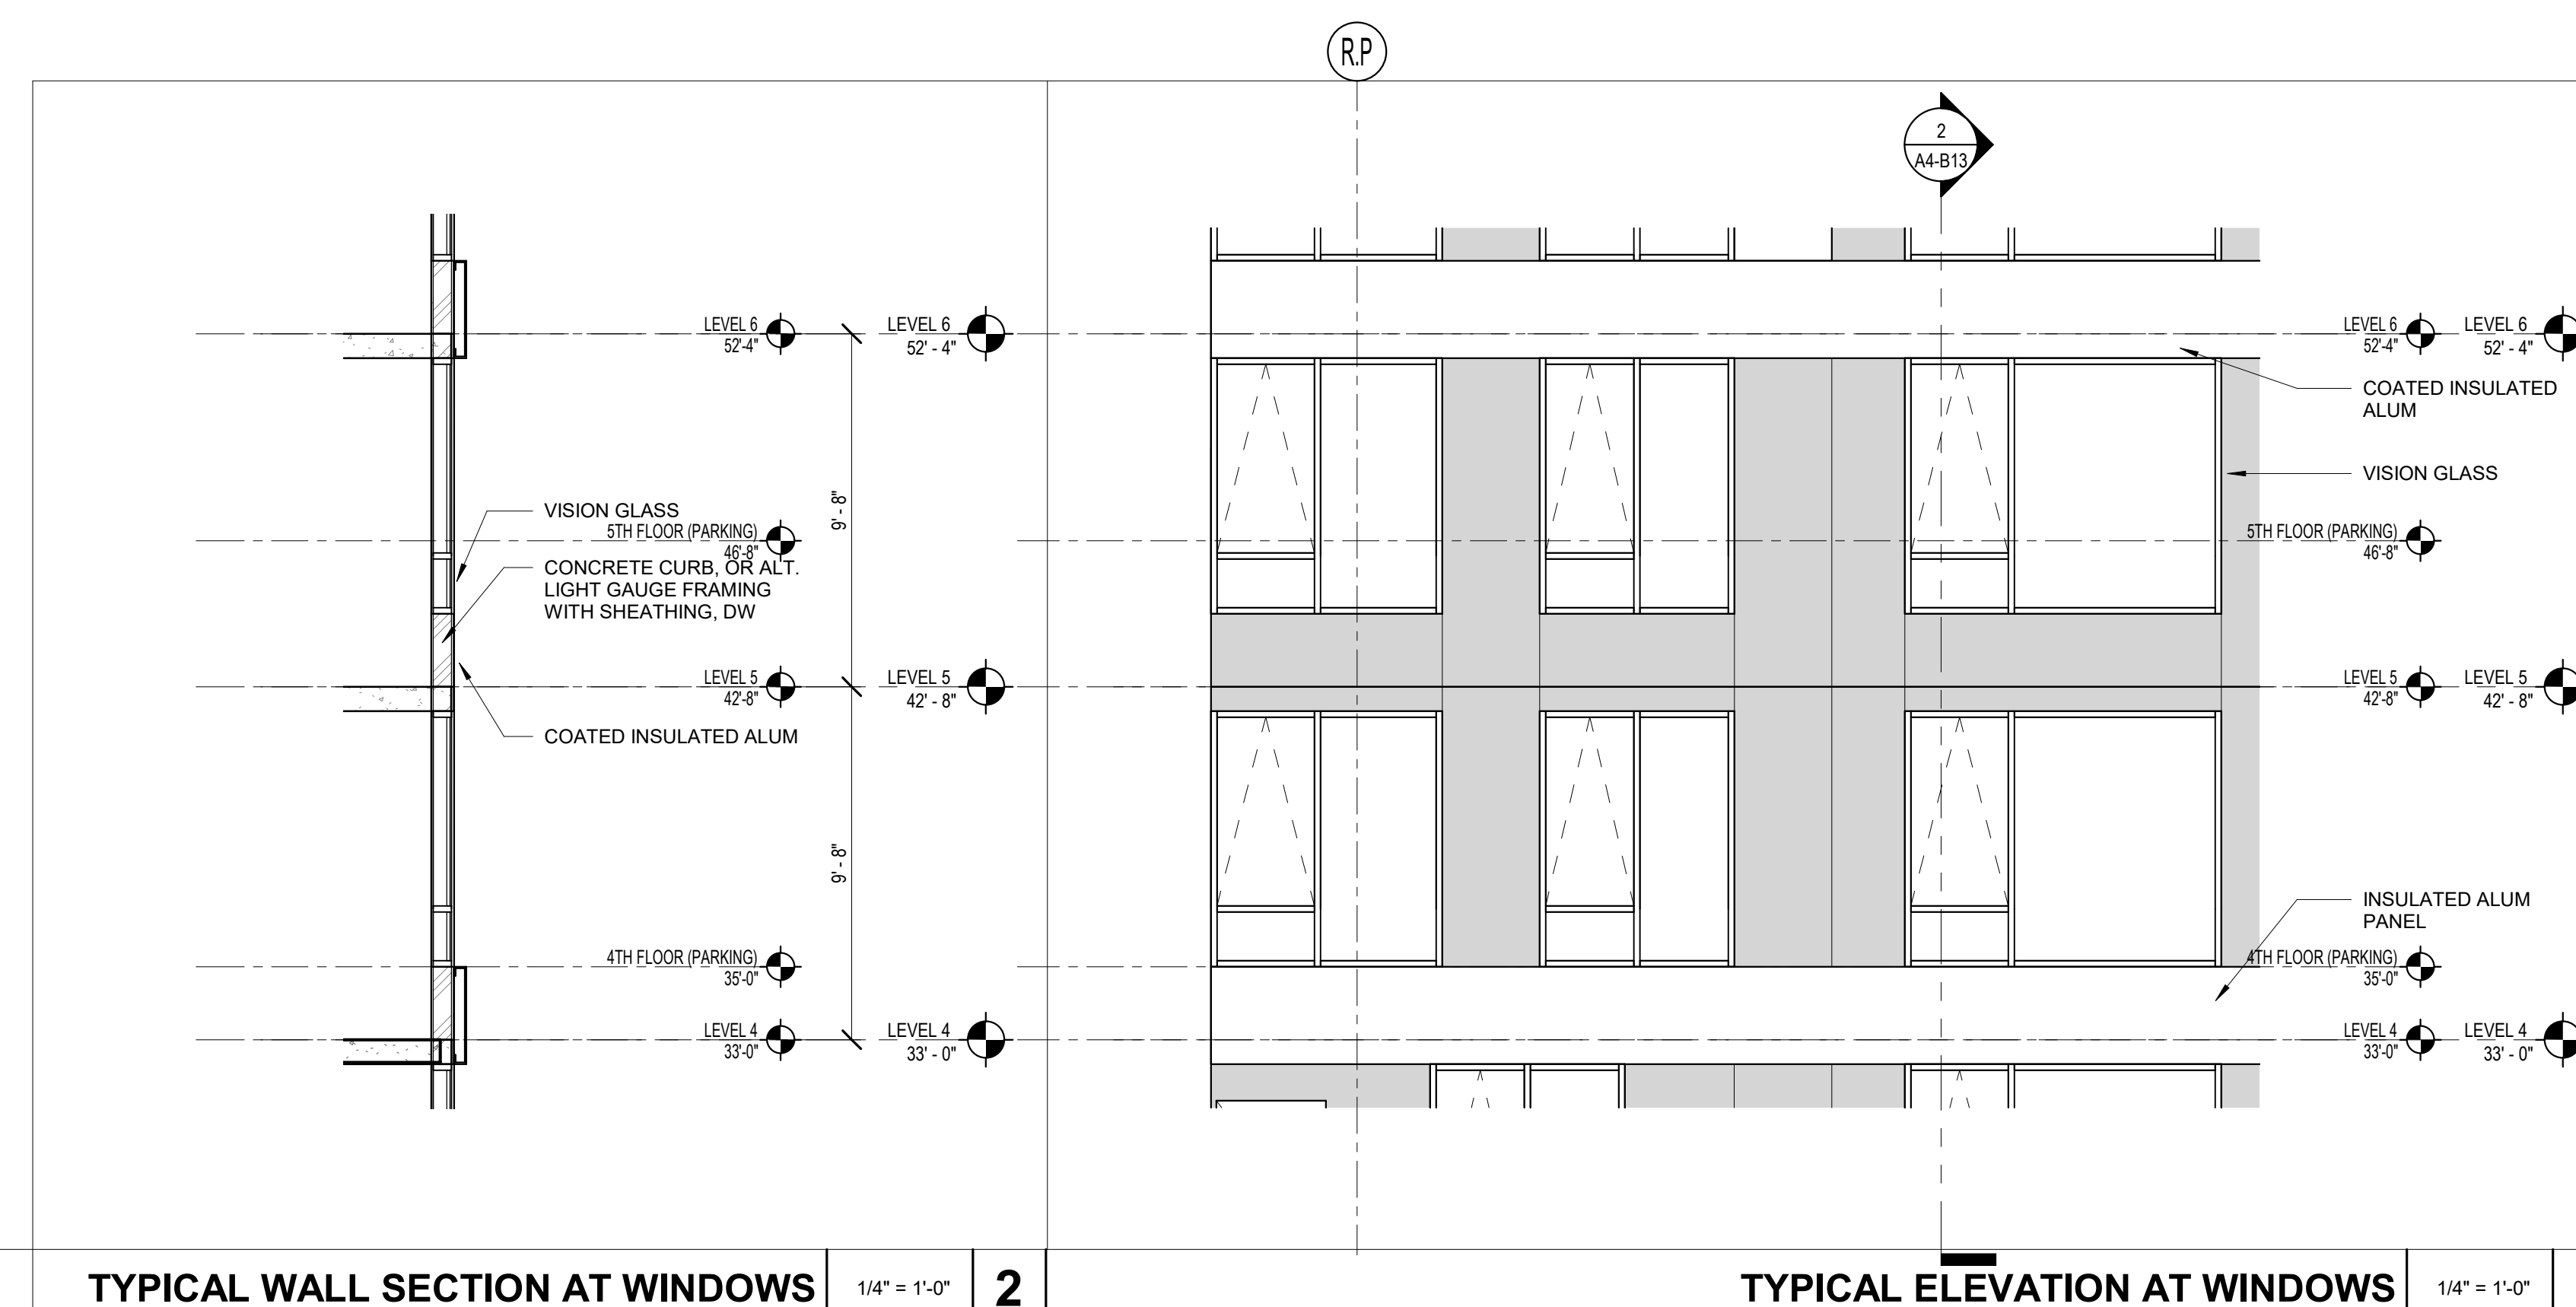 R.P
2
A4-B13
LEVEL 6
52'-4"
LEVEL 6
52' - 4"
9' - 8"
VISION GLASS
5TH FLOOR (PARKING)
46'-8"
CONCRETE CURB, OR ALT.
LIGHT GAUGE FRAMING
WITH SHEATHING, DW
LEVEL 5
42'-8"
LEVEL 5
42' - 8"
COATED INSULATED ALUM
9' - 8"
4TH FLOOR (PARKING)
35'-0"
LEVEL 4
33'-0"
LEVEL 4
33' - 0"
LEVEL 6
52'-4"
LEVEL 6
52' - 4"
COATED INSULATED
ALUM
VISION GLASS
5TH FLOOR (PARKING)
46'-8"
LEVEL 5
42'-8"
LEVEL 5
42' - 8"
INSULATED ALUM
PANEL
4TH FLOOR (PARKING)
35'-0"
LEVEL 4
33'-0"
LEVEL 4
33' - 0"
TYPICAL WALL SECTION AT WINDOWS
1/4" = 1'-0"
2
TYPICAL ELEVATION AT WINDOWS
1/4" = 1'-0"